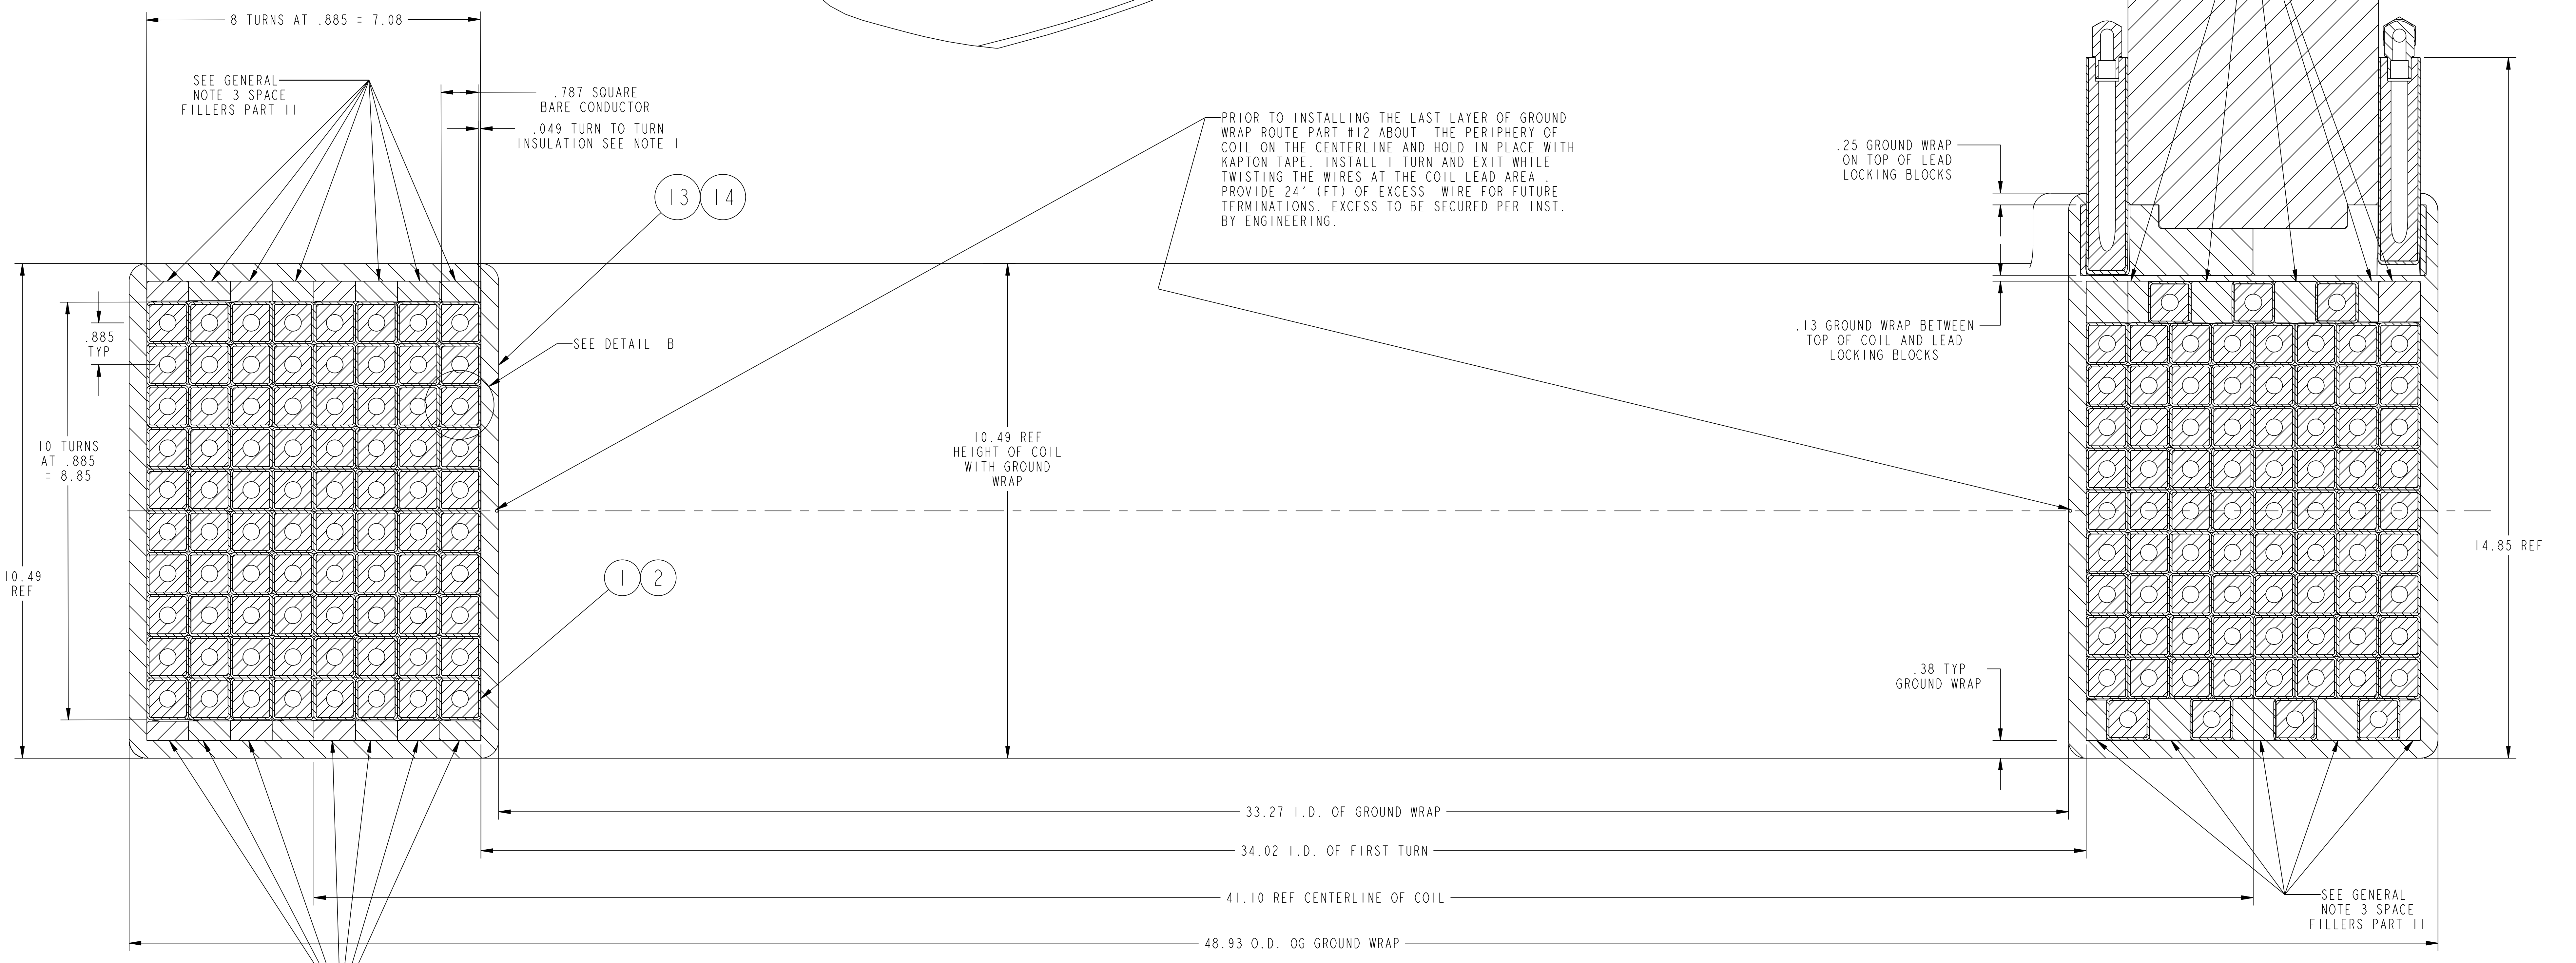 8 TURNS AT .885 = 7.08
SEE GENERAL
NOTE 3 SPACE
FILLERS PART 11
.787 SQUARE
BARE CONDUCTOR
.049 TURN TO TURN
INSULATION SEE NOTE 1
13 14
PRIOR TO INSTALLING THE LAST LAYER OF GROUND
WRAP ROUTE PART #12 ABOUT THE PERIPHERY OF
COIL ON THE CENTERLINE AND HOLD IN PLACE WITH
KAPTON TAPE. INSTALL 1 TURN AND EXIT WHILE
TWISTING THE WIRES AT THE COIL LEAD AREA .
PROVIDE 24' (FT) OF EXCESS WIRE FOR FUTURE
TERMINATIONS. EXCESS TO BE SECURED PER INST.
BY ENGINEERING.
.25 GROUND WRAP
ON TOP OF LEAD
LOCKING BLOCKS
.885
TYP
SEE DETAIL B
.13 GROUND WRAP BETWEEN
TOP OF COIL AND LEAD
LOCKING BLOCKS
10 TURNS
AT .885
= 8.85
10.49 REF
HEIGHT OF COIL
WITH GROUND
WRAP
10.49
REF
1 2
14.85 REF
.38 TYP
GROUND WRAP
33.27 I.D. OF GROUND WRAP
34.02 I.D. OF FIRST TURN
41.10 REF CENTERLINE OF COIL
SEE GENERAL
NOTE 3 SPACE
FILLERS PART 11
48.93 O.D. OG GROUND WRAP